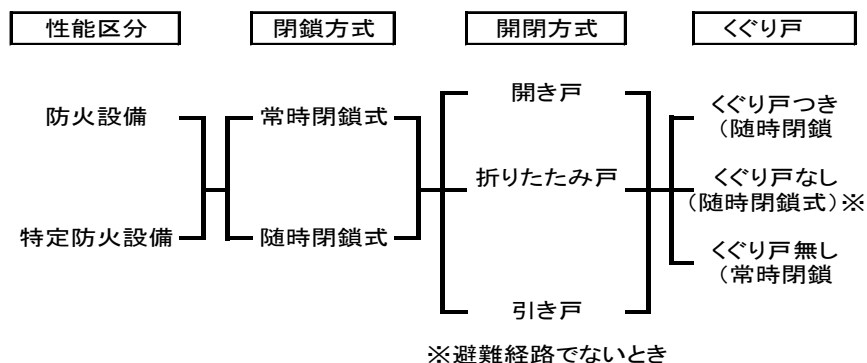 性能区分
閉鎖方式
開閉方式
くぐり戸
防火設備
特定防火設備
常時閉鎖式
随時閉鎖式
開き戸
折りたたみ戸
引き戸
くぐり戸つき
(随時閉鎖
くぐり戸なし
(随時閉鎖式)※
くぐり戸無し
(常時閉鎖
※避難経路でないとき